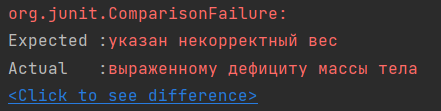 org.junit.ComparisonFailure:
Expected :указан некорректный вес
Actual   :выраженному дефициту массы тела
<Click to see difference>